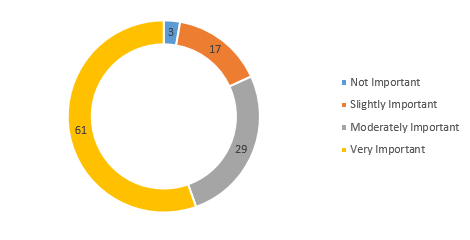 3
17
29
61
Not Important
Slightly Important
Moderately Important
Very Important